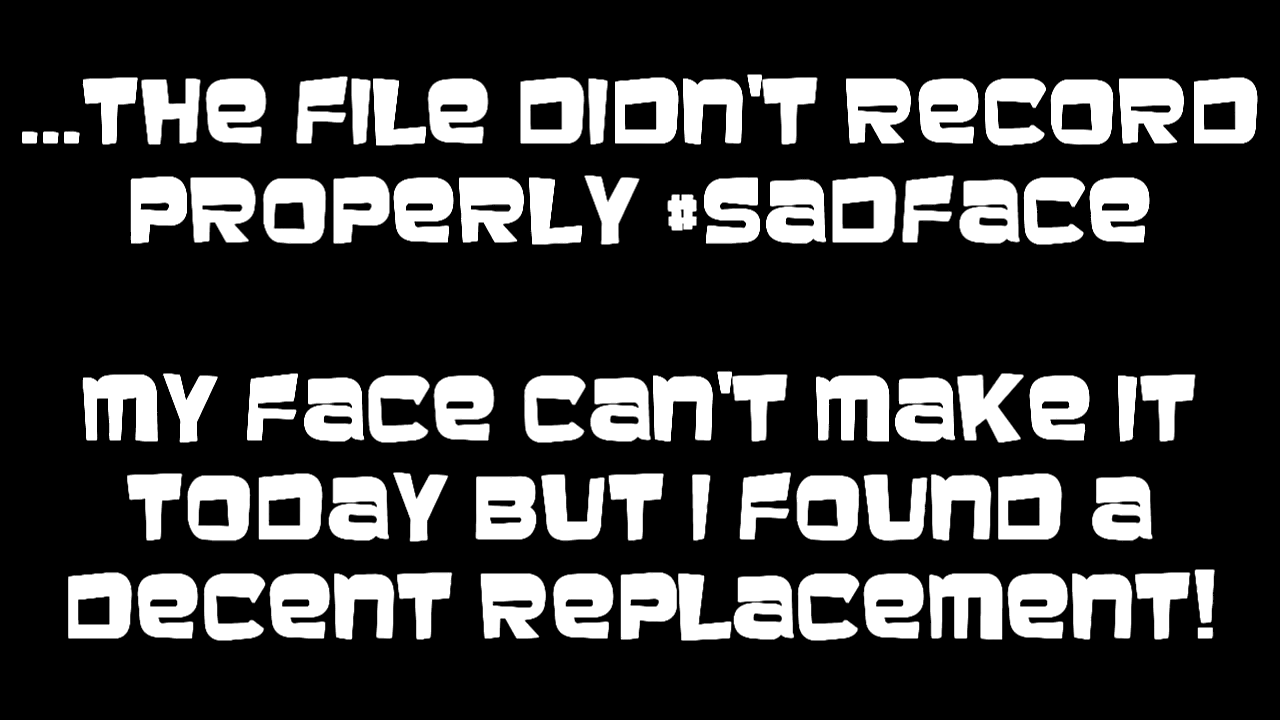 ...THE FILE DIDN'T RECORD
PROPERLY #SADFACE
MY FACE CAN'T MAKE IT
TODAY BUT I FOUND A
DECENT REPLACEMENT!